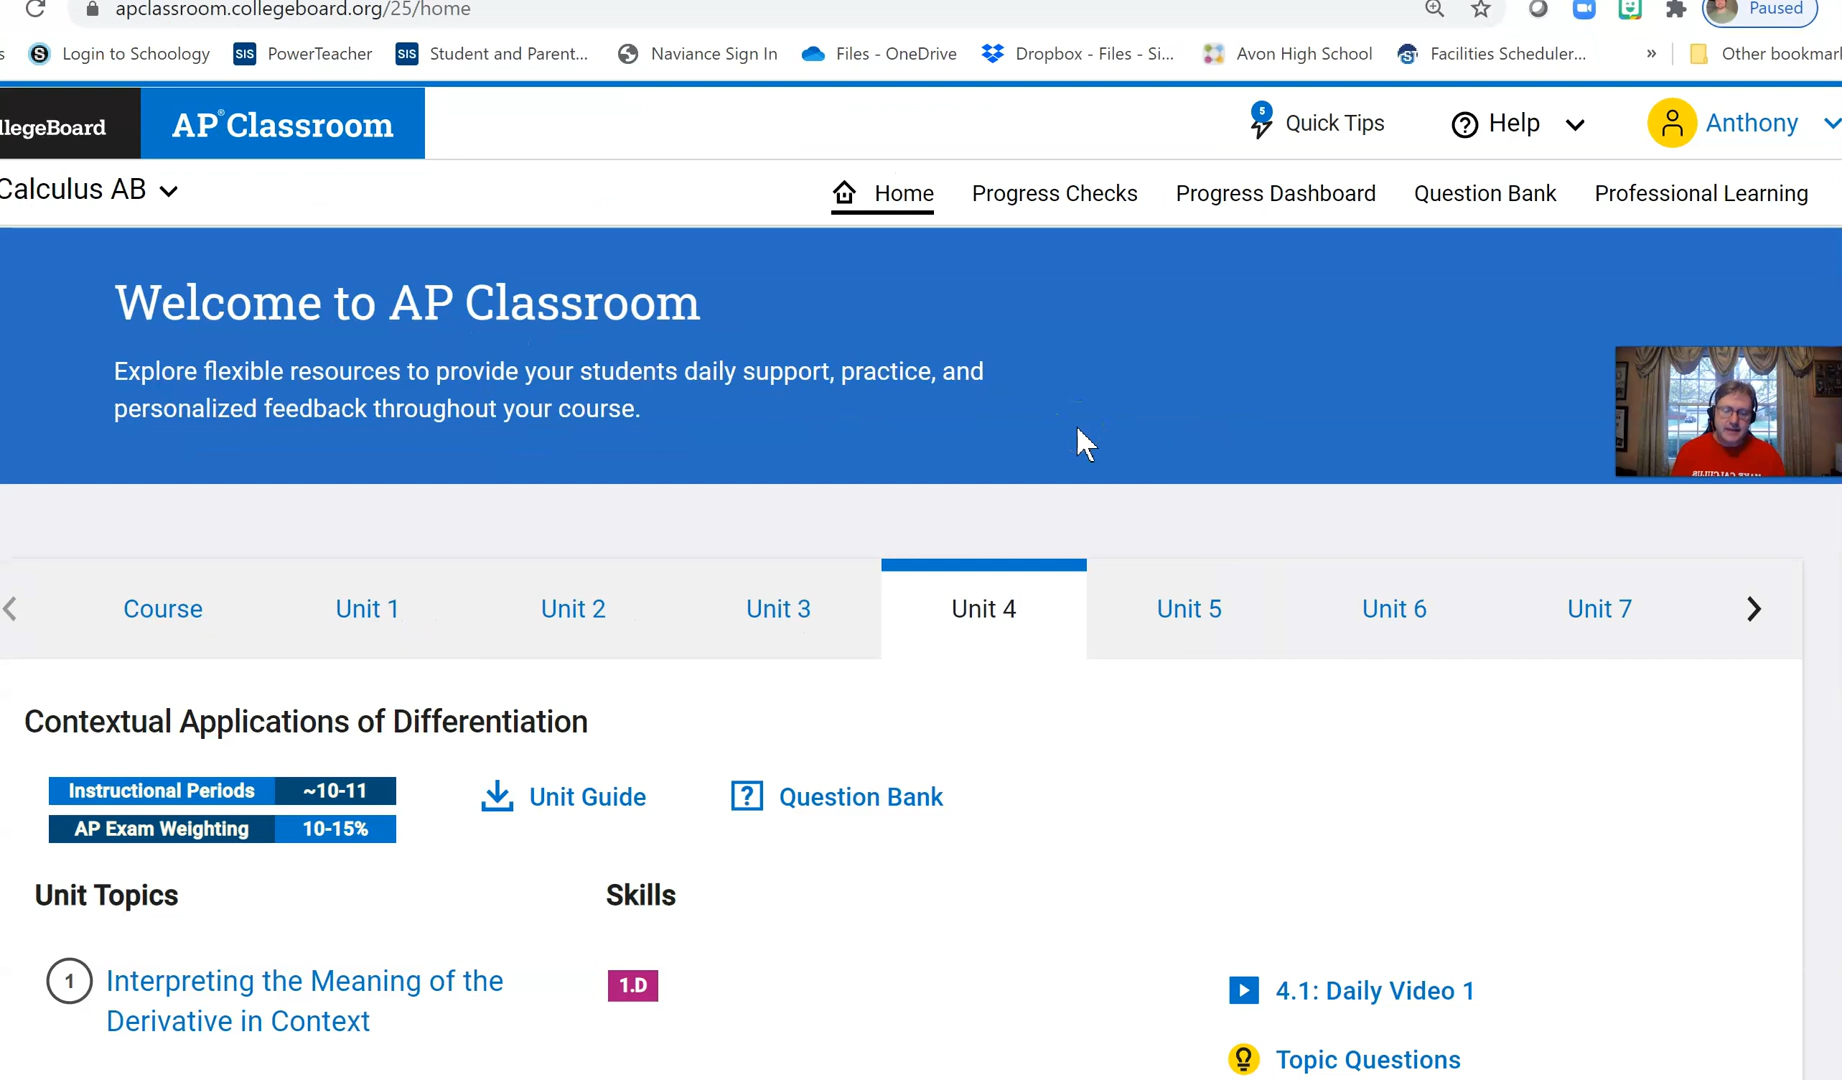 apclassroom.collegeboard.org/25/home
Paused
s
S
Login to Schoology
SIS
PowerTeacher
SIS
Student and Parent...
Naviance Sign In
Files - OneDrive
Dropbox - Files - Si...
Avon High School
ST
Facilities Scheduler...
»
Other bookmar
llegeBoard
AP® Classroom
5
Quick Tips
? Help
Anthony
Calculus AB
Home
Progress Checks
Progress Dashboard
Question Bank
Professional Learning
Welcome to AP Classroom
Explore flexible resources to provide your students daily support, practice, and
personalized feedback throughout your course.
Course
Unit 1
Unit 2
Unit 3
Unit 4
Unit 5
Unit 6
Unit 7
Contextual Applications of Differentiation
Instructional Periods ~10-11
AP Exam Weighting 10-15%
Unit Guide
? Question Bank
Unit Topics
Skills
1 Interpreting the Meaning of the
Derivative in Context
1.D
4.1: Daily Video 1
Topic Questions